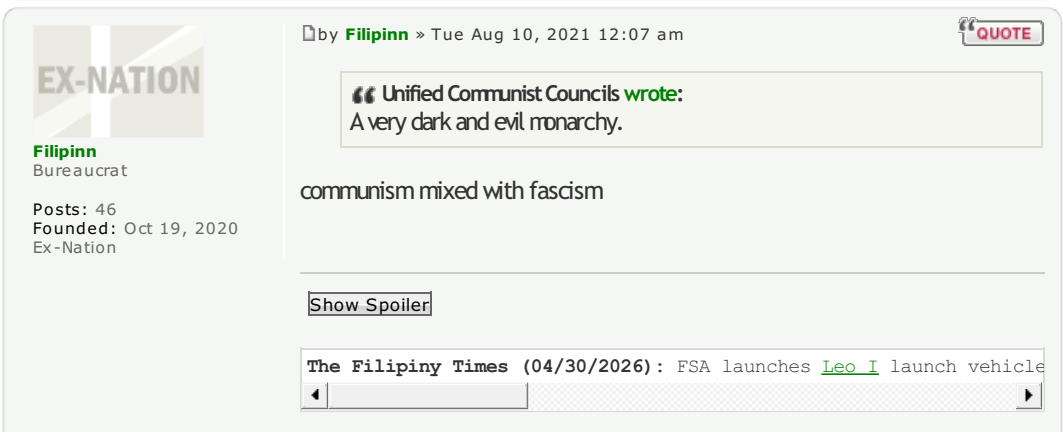 by Filipinn » Tue Aug 10, 2021 12:07 am
QUOTE
EX-NATION
Filipinn
Bureaucrat
Posts: 46
Founded: Oct 19, 2020
Ex-Nation
Unified Communist Councils wrote:
A very dark and evil monarchy.
communism mixed with fascism
Show Spoiler
The Filipiny Times (04/30/2026): FSA launches Leo I launch vehicle